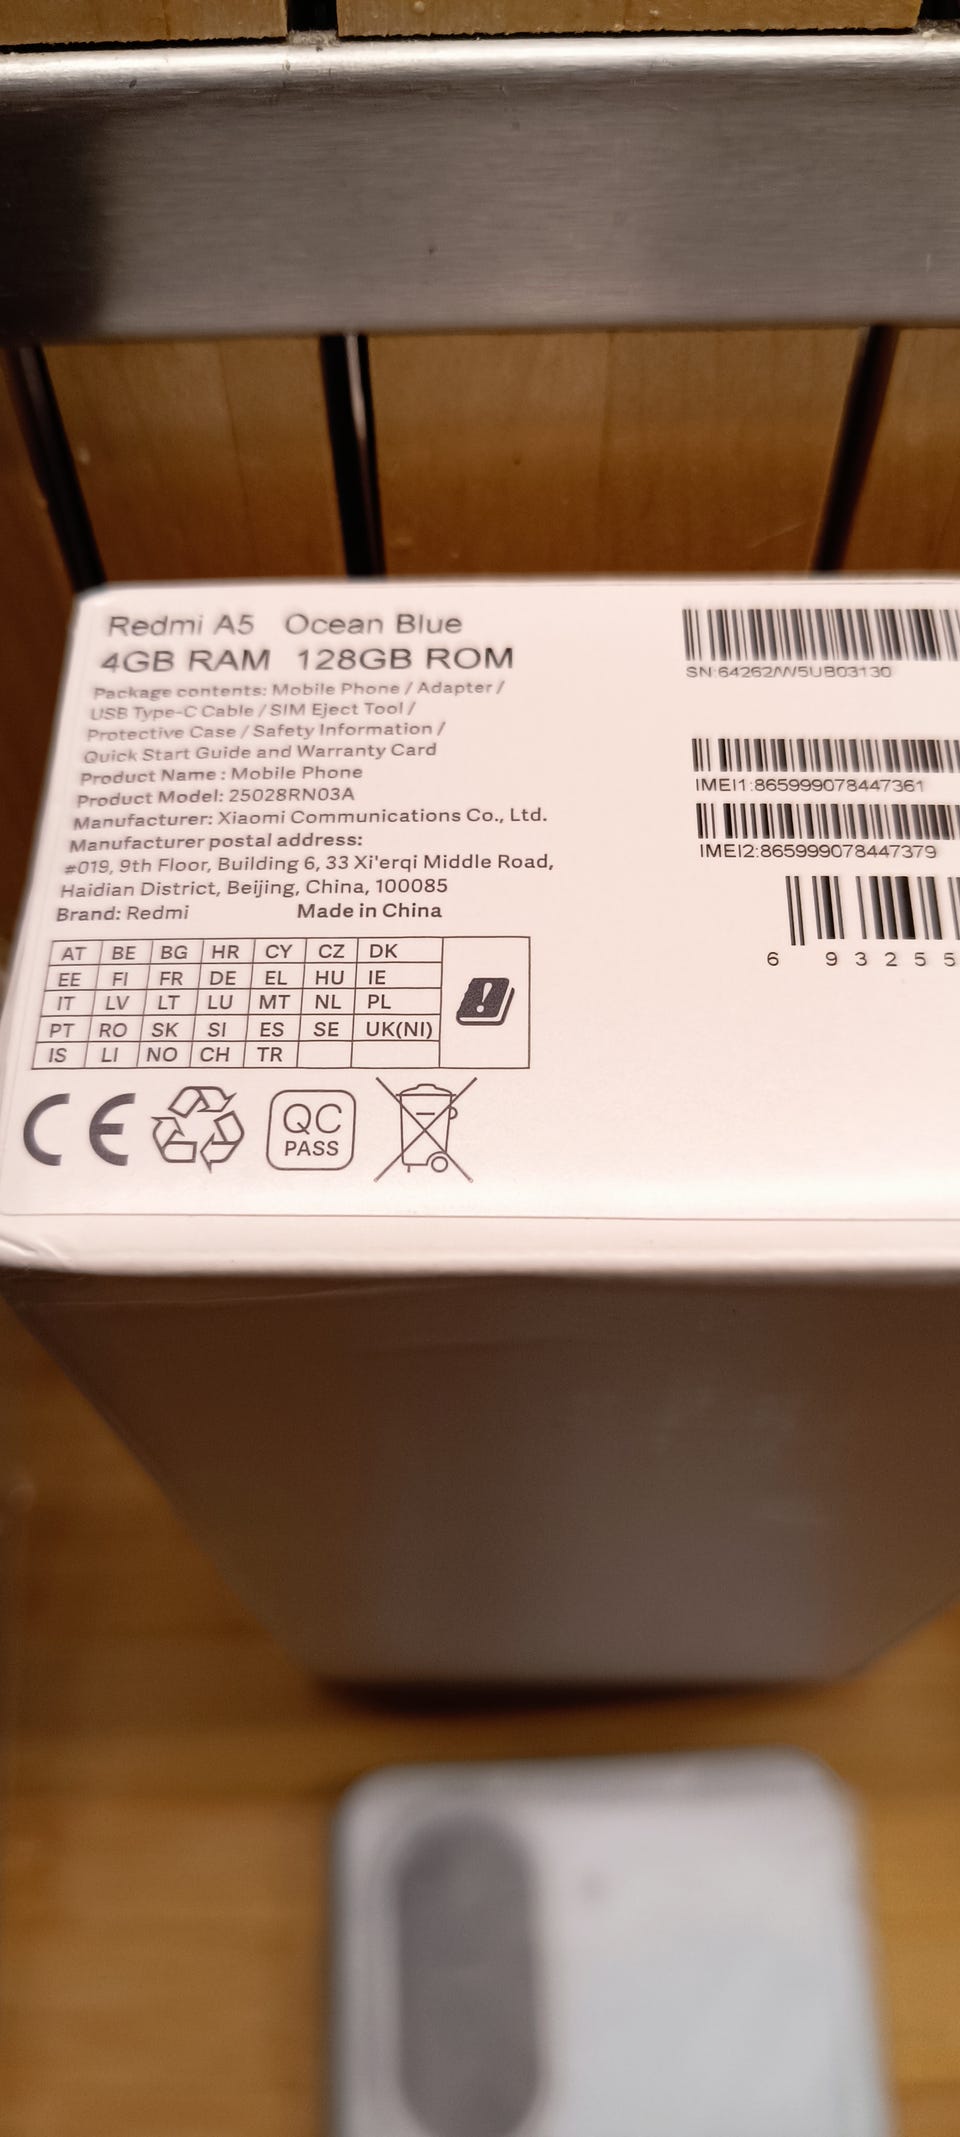 Redmi A5 Ocean Blue
4GB RAM 128GB ROM
Package contents: Mobile Phone / Adapter /
USB Type-C Cable / SIM Eject Tool /
Protective Case / Safety Information /
Quick Start Guide and Warranty Card
Product Name : Mobile Phone
Product Model: 25028RN03A
Manufacturer: Xiaomi Communications Co., Ltd.
Manufacturer postal address:
#019, 9th Floor, Building 6, 33 Xi'erqi Middle Road,
Haidian District, Beijing, China, 100085
Brand: Redmi Made in China
AT BE BG HR CY CZ DK
EE FI FR DE EL HU IE
IT LV LT LU MT NL PL
PT RO SK SI ES SE UK(NI)
IS LI NO CH TR
CE
QC
PASS
SN:64262/W5UB03130
IMEI1:865999078447361
IMEI2:865999078447379
6 93255